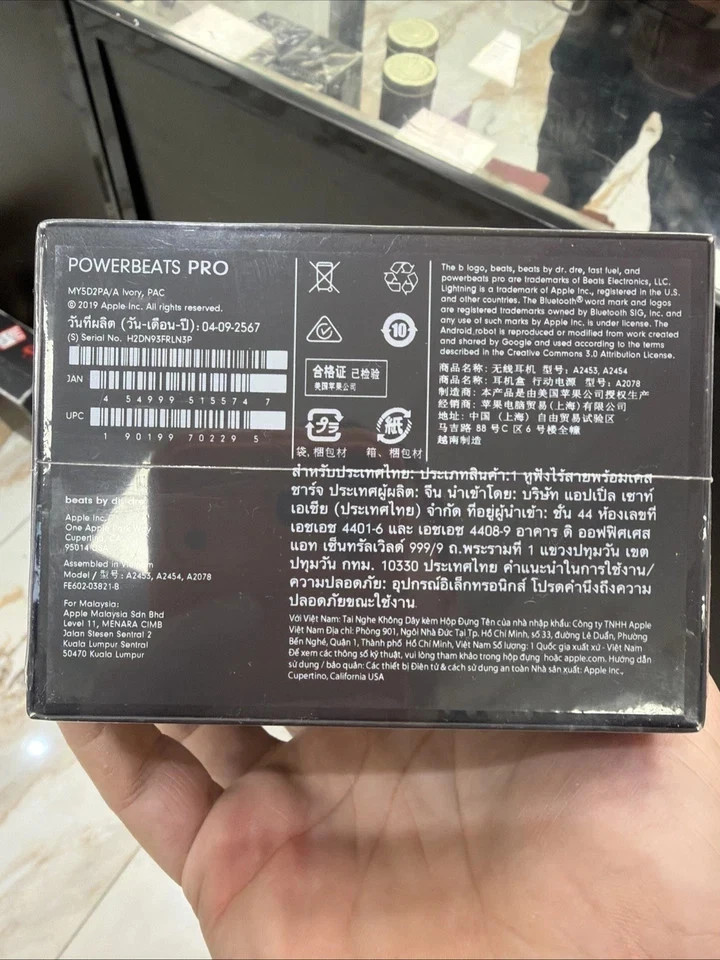 POWERBEATS PRO
MY5D2PA/A Ivory, PAC
© 2019 Apple Inc. All rights reserved.
วันที่ผลิต (วัน-เดือน-ปี): 04-09-2567
(S) Serial No. H2DN93FRLN3P
JAN
4 54999 51557 4 7
UPC
1 90199 70229 5
beats by dr.dre
Apple Inc.
One Apple Way
Cupertino, C
95014
Assembled in Vietnam
Model / 型号: A2453, A2454, A2078
FE602-03821-B
For Malaysia:
Apple Malaysia Sdn Bhd
Level 11, MENARA CIMB
Jalan Stesen Sentral 2
50470 Kuala Lumpur
10
合格证 已检验
美国苹果公司
プラ
紙
袋, 梱包材
箱、梱包材
The b logo, beats, beats by dr. dre, fast fuel, and
powerbeats pro are trademarks of Beats Electronics, LLC.
Lightning is a trademark of Apple Inc., registered in the U.S.
and other countries. The Bluetooth® word mark and logos
are registered trademarks owned by Bluetooth SIG, Inc. and
any use of such marks by Apple Inc. is under license. The
Android robot is reproduced or modified from work created
and shared by Google and used according to the terms
described in the Creative Commons 3.0 Attribution License.
商品名称: 无线耳机 型号: A2453, A2454
商品名称: 耳机盒 行动电源 型号: A2078
制造商: 本产品是由美国苹果公司授权生产
经销商: 苹果电脑贸易(上海)有限公司
地址: 中国 (上海) 自由贸易试验区
马吉路 88 号 C 区 6 号楼全幢
越南制造
สำหรับประเทศไทย: ประเภทสินค้า:1 หูฟังไร้สายพร้อมเคส
ชาร์จ ประเทศผู้ผลิต: จีน นำเข้าโดย: บริษัท แอปเปิ้ล เซาท์
เอเชีย (ประเทศไทย) จำกัด ที่อยู่ผู้นำเข้า: ชั้น 44 ห้องเลขที่
เอชเอช 4401-6 และ เอชเอช 4408-9 อาคาร ดิ ออฟฟิศเศส
แอท เซ็นทรัลเวิลด์ 999/9 ถ.พระรามที่ 1 แขวงปทุมวัน เขต
ปทุมวัน กทม. 10330 ประเทศไทย คำแนะนำในการใช้งาน/
ความปลอดภัย: อุปกรณ์อิเล็กทรอนิกส์ โปรดคำนึงถึงความ
ปลอดภัยขณะใช้งาน
Với Việt Nam: Tai Nghe Không Dây kèm Hộp Đựng Tên của nhà nhập khẩu: Công ty TNHH Apple
Việt Nam Địa chỉ: Phòng 901, Ngôi Nhà Đức Tại Tp. Hồ Chí Minh, số 33, đường Lê Duẩn, Phường
Bến Nghé, Quận 1, Thành phố Hồ Chí Minh, Việt Nam Số lượng: 1 Quốc gia xuất xứ - Việt Nam
Để xem các thông số kỹ thuật, vui lòng tham khảo trong hộp đựng hoặc apple.com. Hướng dẫn
sử dụng / bảo quản: Các thiết bị Điện tử & cách sử dụng an toàn Nhà sản xuất: Apple Inc.,
Cupertino, California USA